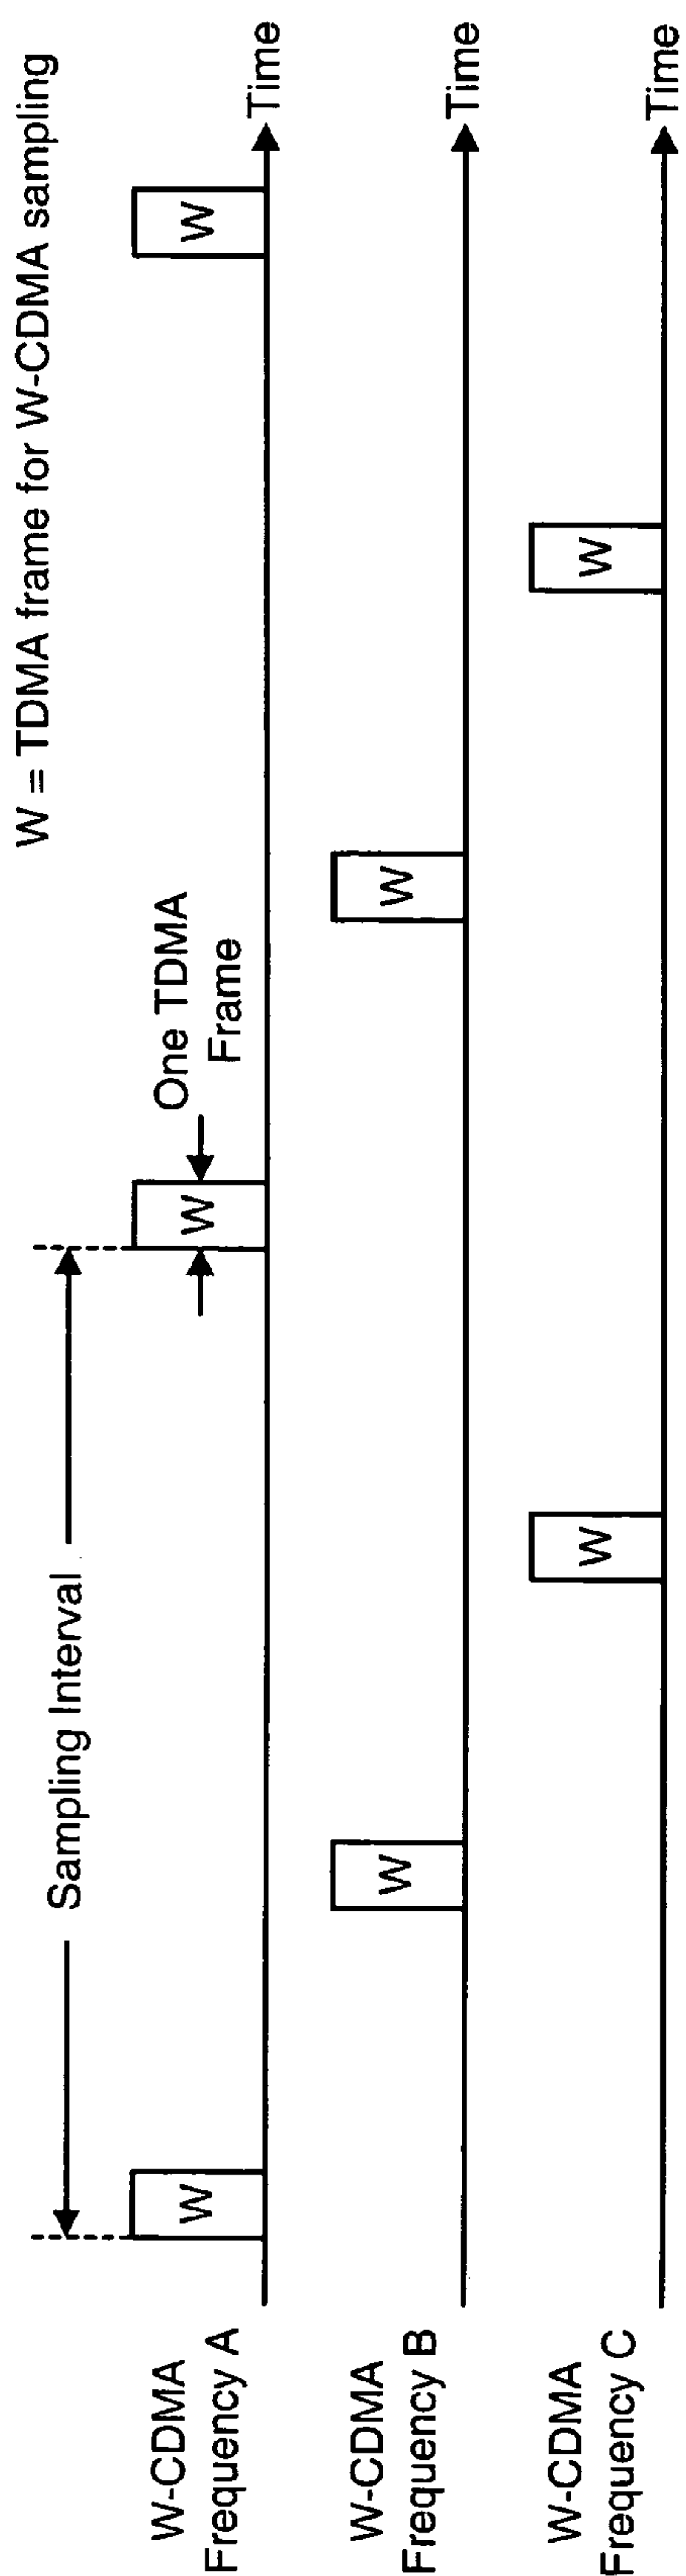 W = TDMA frame for W-CDMA sampling
Sampling Interval
One TDMA
Frame
W-CDMA
Frequency A
W
W
W
Time
W-CDMA
Frequency B
W
W
Time
W-CDMA
Frequency C
W
W
Time